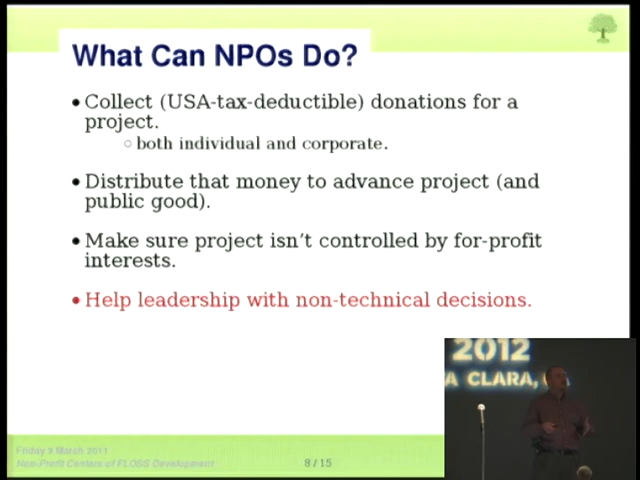 What Can NPOs Do?
• Collect (USA-tax-deductible) donations for a
project.
○ both individual and corporate.
• Distribute that money to advance project (and
public good).
• Make sure project isn't controlled by for-profit
interests.
• Help leadership with non-technical decisions.
2012
A CLARA,
Friday 9 March 2011
Non-Profit Centers of FLOSS Development
8 / 15